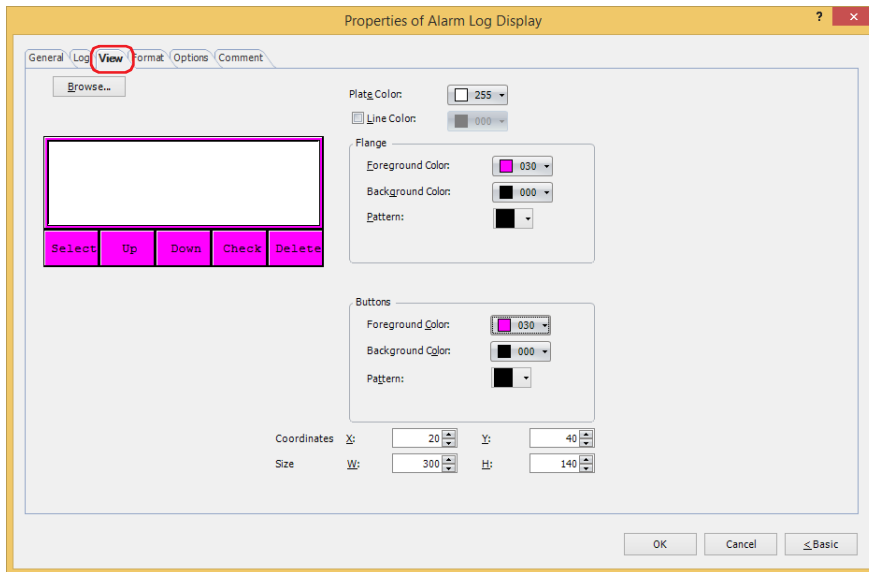 Properties of Alarm Log Display
? ×
General Log View Format Options Comment
Browse...
Plate Color: 255
Line Color: 000
Flange
Foreground Color: 030
Background Color: 000
Pattern:
Select Up Down Check Delete
Buttons
Foreground Color: 030
Background Color: 000
Pattern:
Coordinates X: 20 Y: 40
Size W: 300 H: 140
OK Cancel < Basic